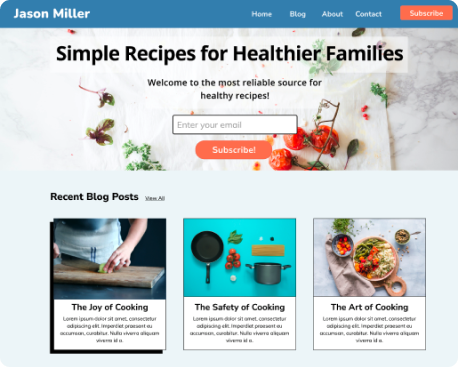 Jason Miller
Home Blog About Contact Subscribe
Simple Recipes for Healthier Families
Welcome to the most reliable source for
healthy recipes!
Enter your email
Subscribe!
Recent Blog Posts View All
The Joy of Cooking
Lorem ipsum dolor sit amet, consectetur
adipiscing elit. Imperdiet praesent eu
accumsan, curabitur. Nulla viverra aliquam
viverra id a.
The Safety of Cooking
Lorem ipsum dolor sit amet, consectetur
adipiscing elit. Imperdiet praesent eu
accumsan, curabitur. Nulla viverra aliquam
viverra id a.
The Art of Cooking
Lorem ipsum dolor sit amet, consectetur
adipiscing elit. Imperdiet praesent eu
accumsan, curabitur. Nulla viverra aliquam
viverra id a.